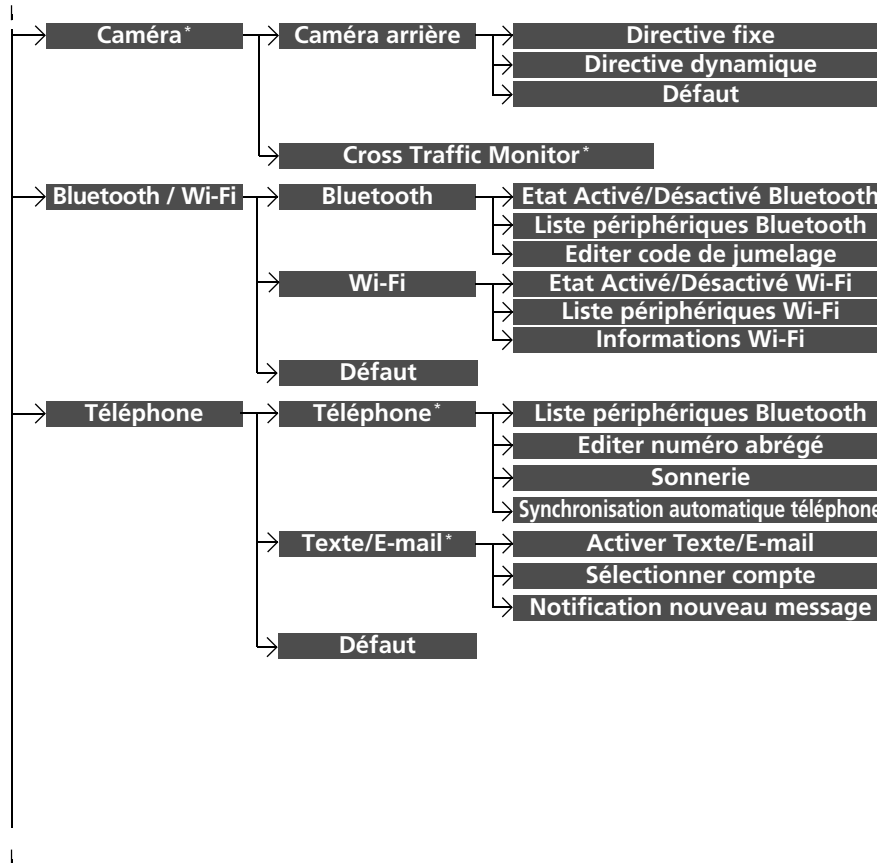 Caméra* Caméra arrière Directive fixe
Directive dynamique
Défaut
Cross Traffic Monitor*
Bluetooth / Wi-Fi Bluetooth Etat Activé/Désactivé Bluetooth
Liste périphériques Bluetooth
Editer code de jumelage
Wi-Fi Etat Activé/Désactivé Wi-Fi
Liste périphériques Wi-Fi
Informations Wi-Fi
Défaut
Téléphone Téléphone* Liste périphériques Bluetooth
Editer numéro abrégé
Sonnerie
Synchronisation automatique téléphone
Texte/E-mail* Activer Texte/E-mail
Sélectionner compte
Notification nouveau message
Défaut